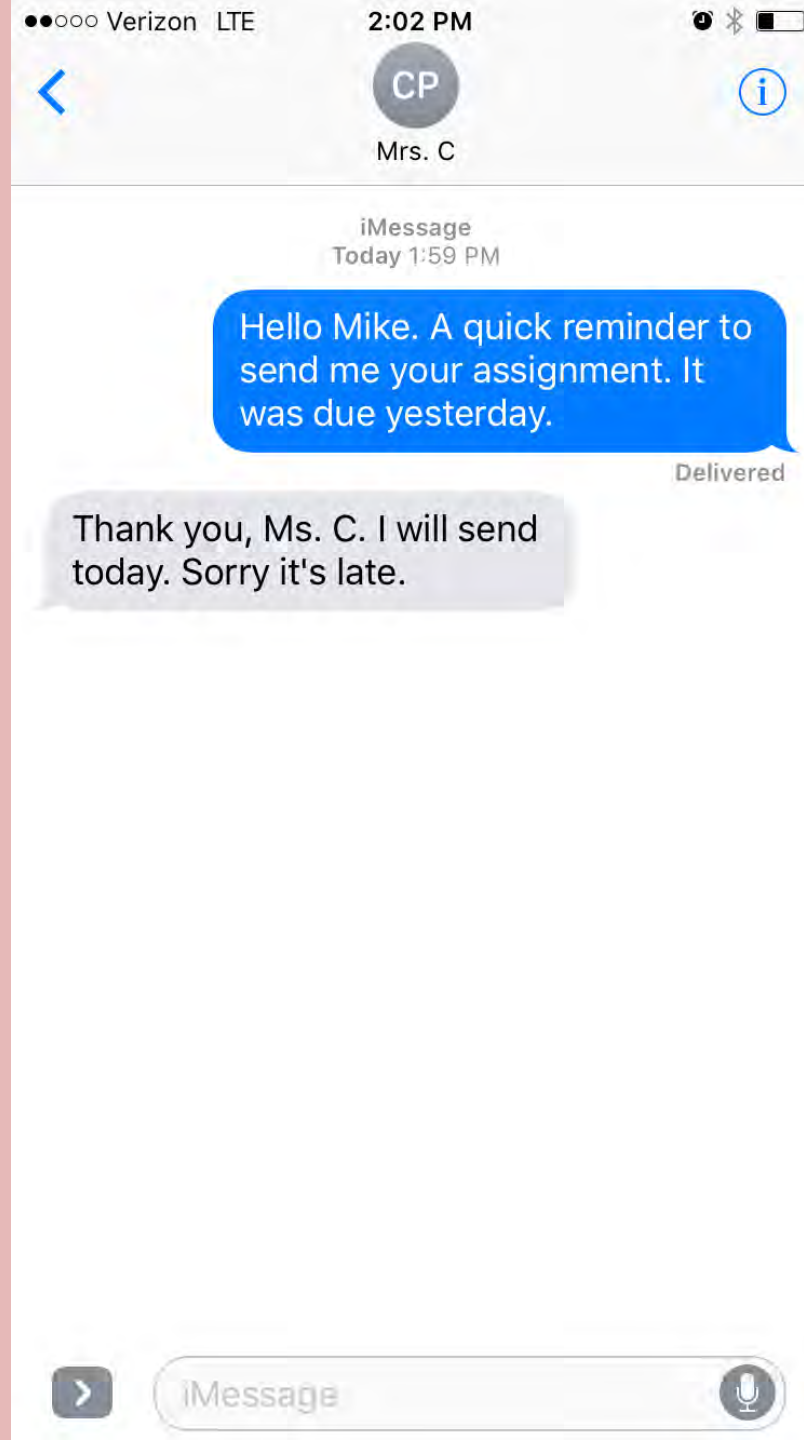 ●●○○○ Verizon LTE 2:02 PM
CP
Mrs. C
i
iMessage
Today 1:59 PM
Hello Mike. A quick reminder to
send me your assignment. It
was due yesterday.
Delivered
Thank you, Ms. C. I will send
today. Sorry it's late.
iMessage